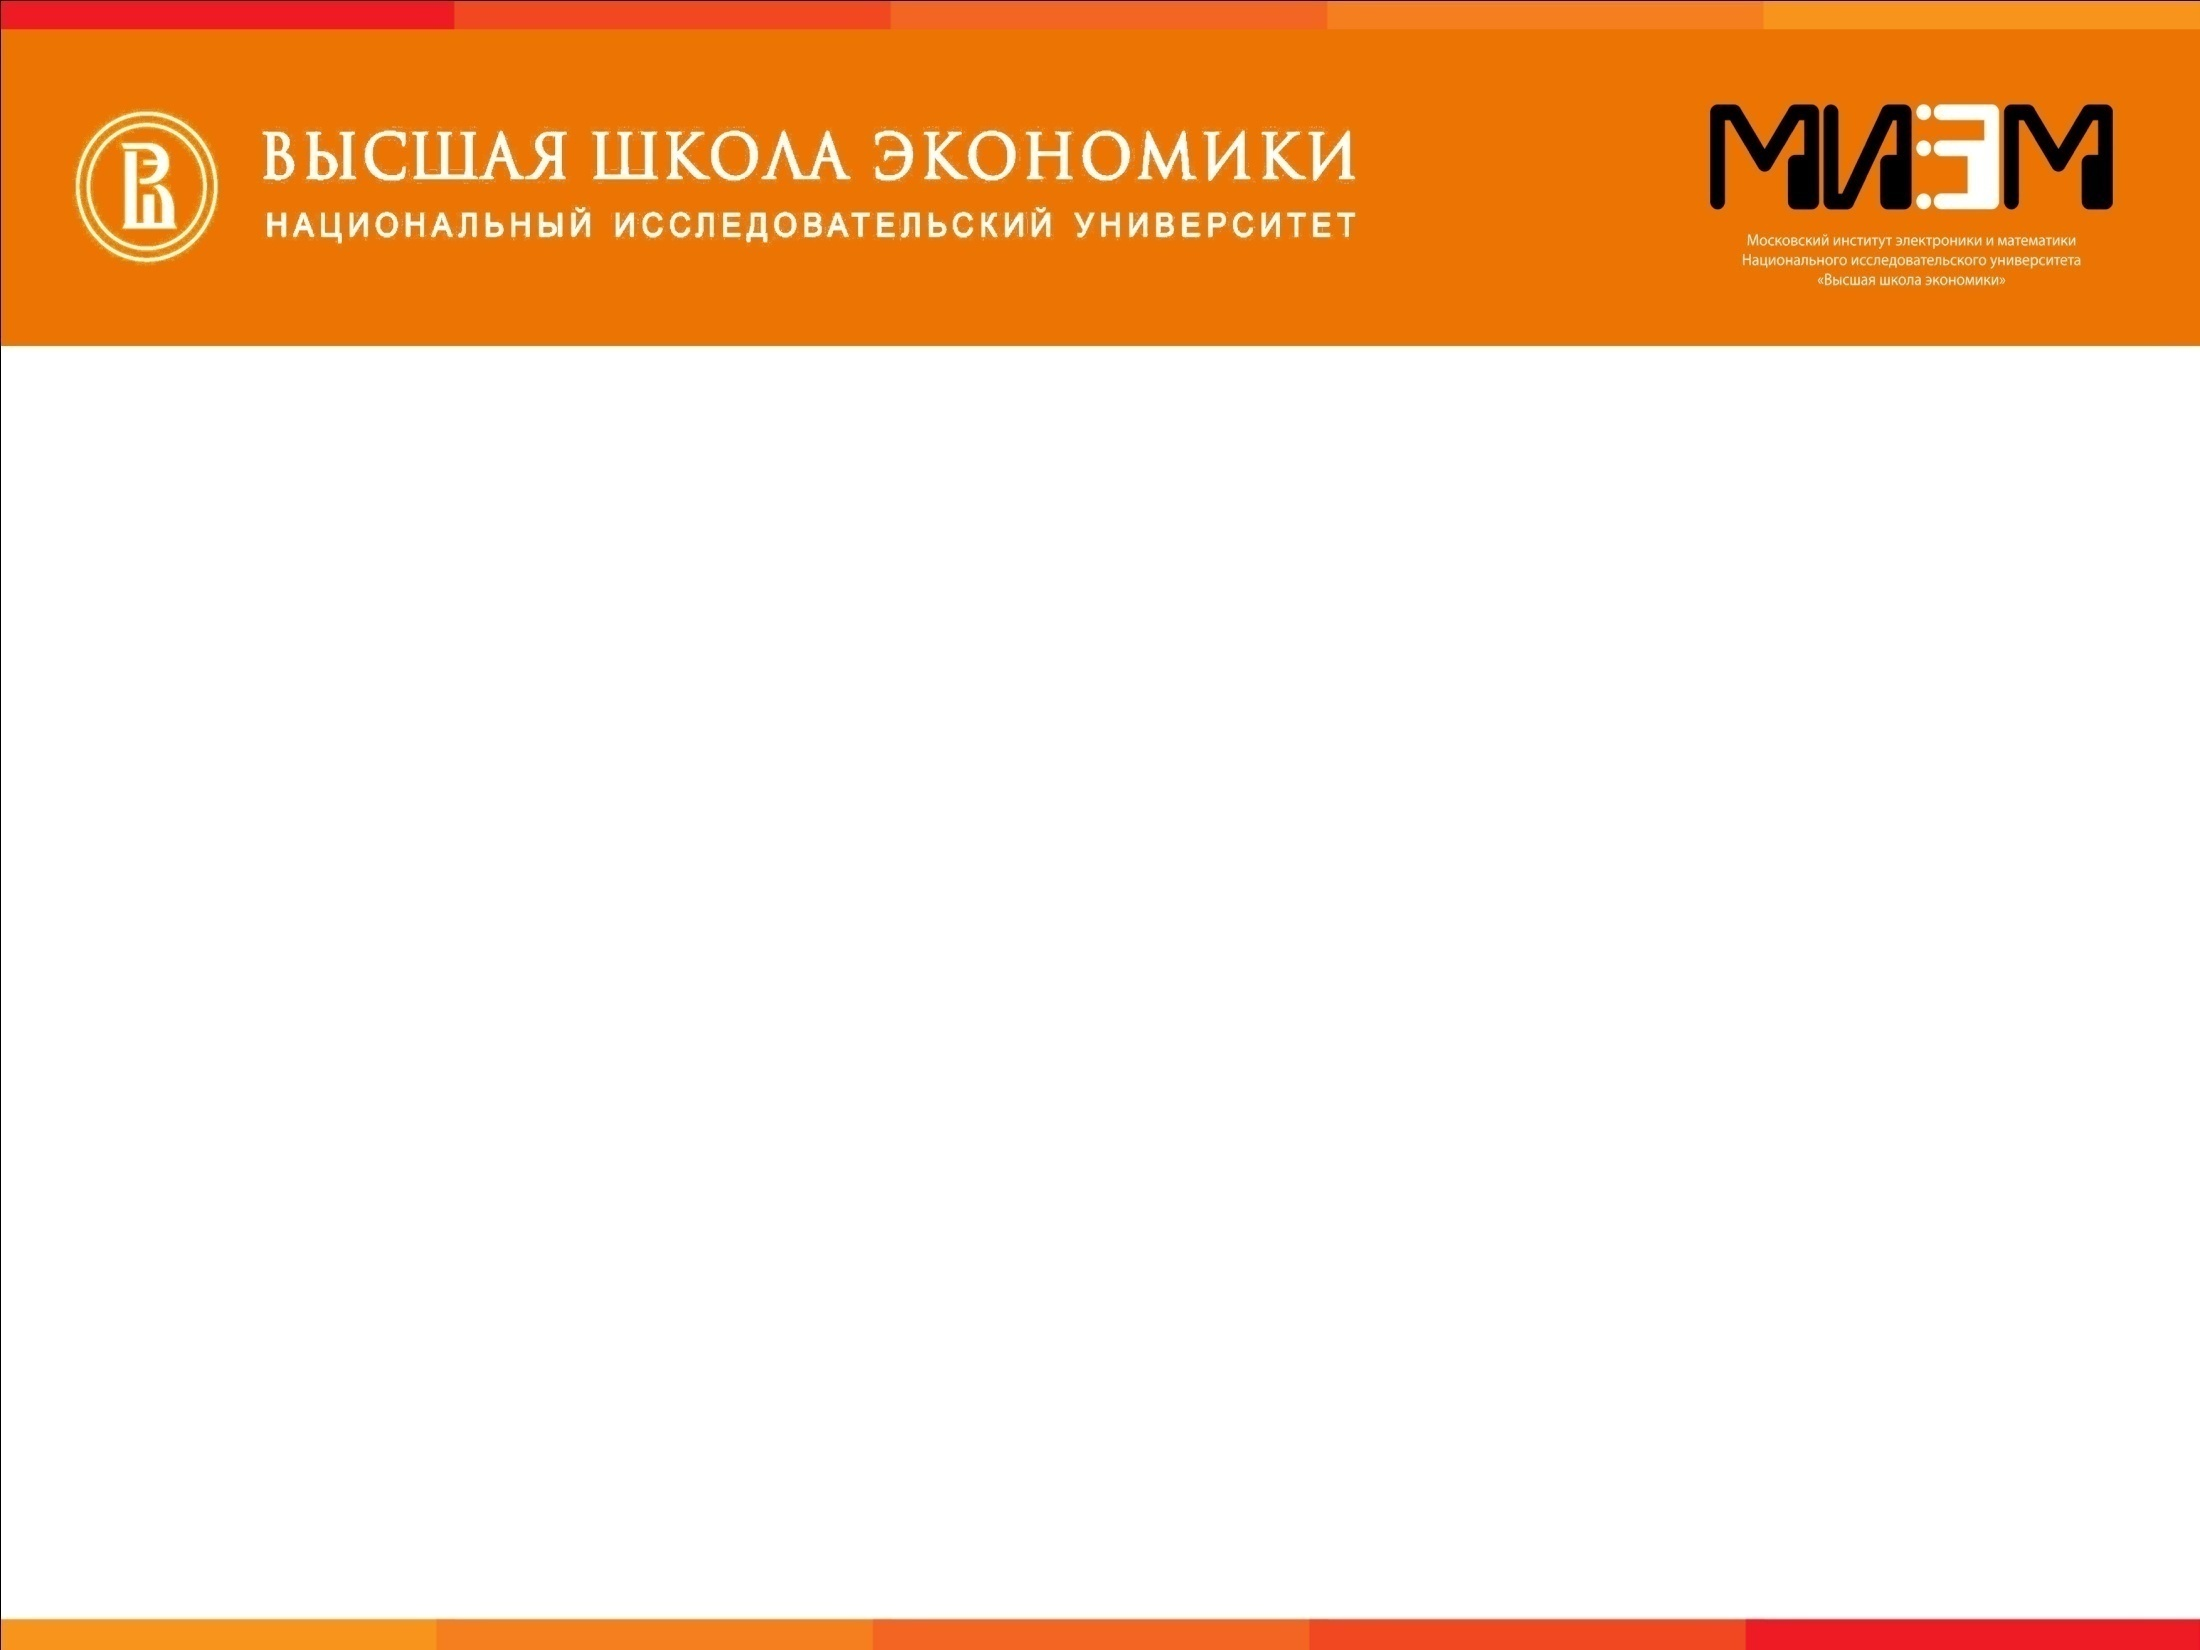 ВЫСШАЯ ШКОЛА ЭКОНОМИКИ
НАЦИОНАЛЬНЫЙ ИССЛЕДОВАТЕЛЬСКИЙ УНИВЕРСИТЕТ
МИЭМ
Московский институт электроники и математики
Национального исследовательского университета
«Высшая школа экономики»